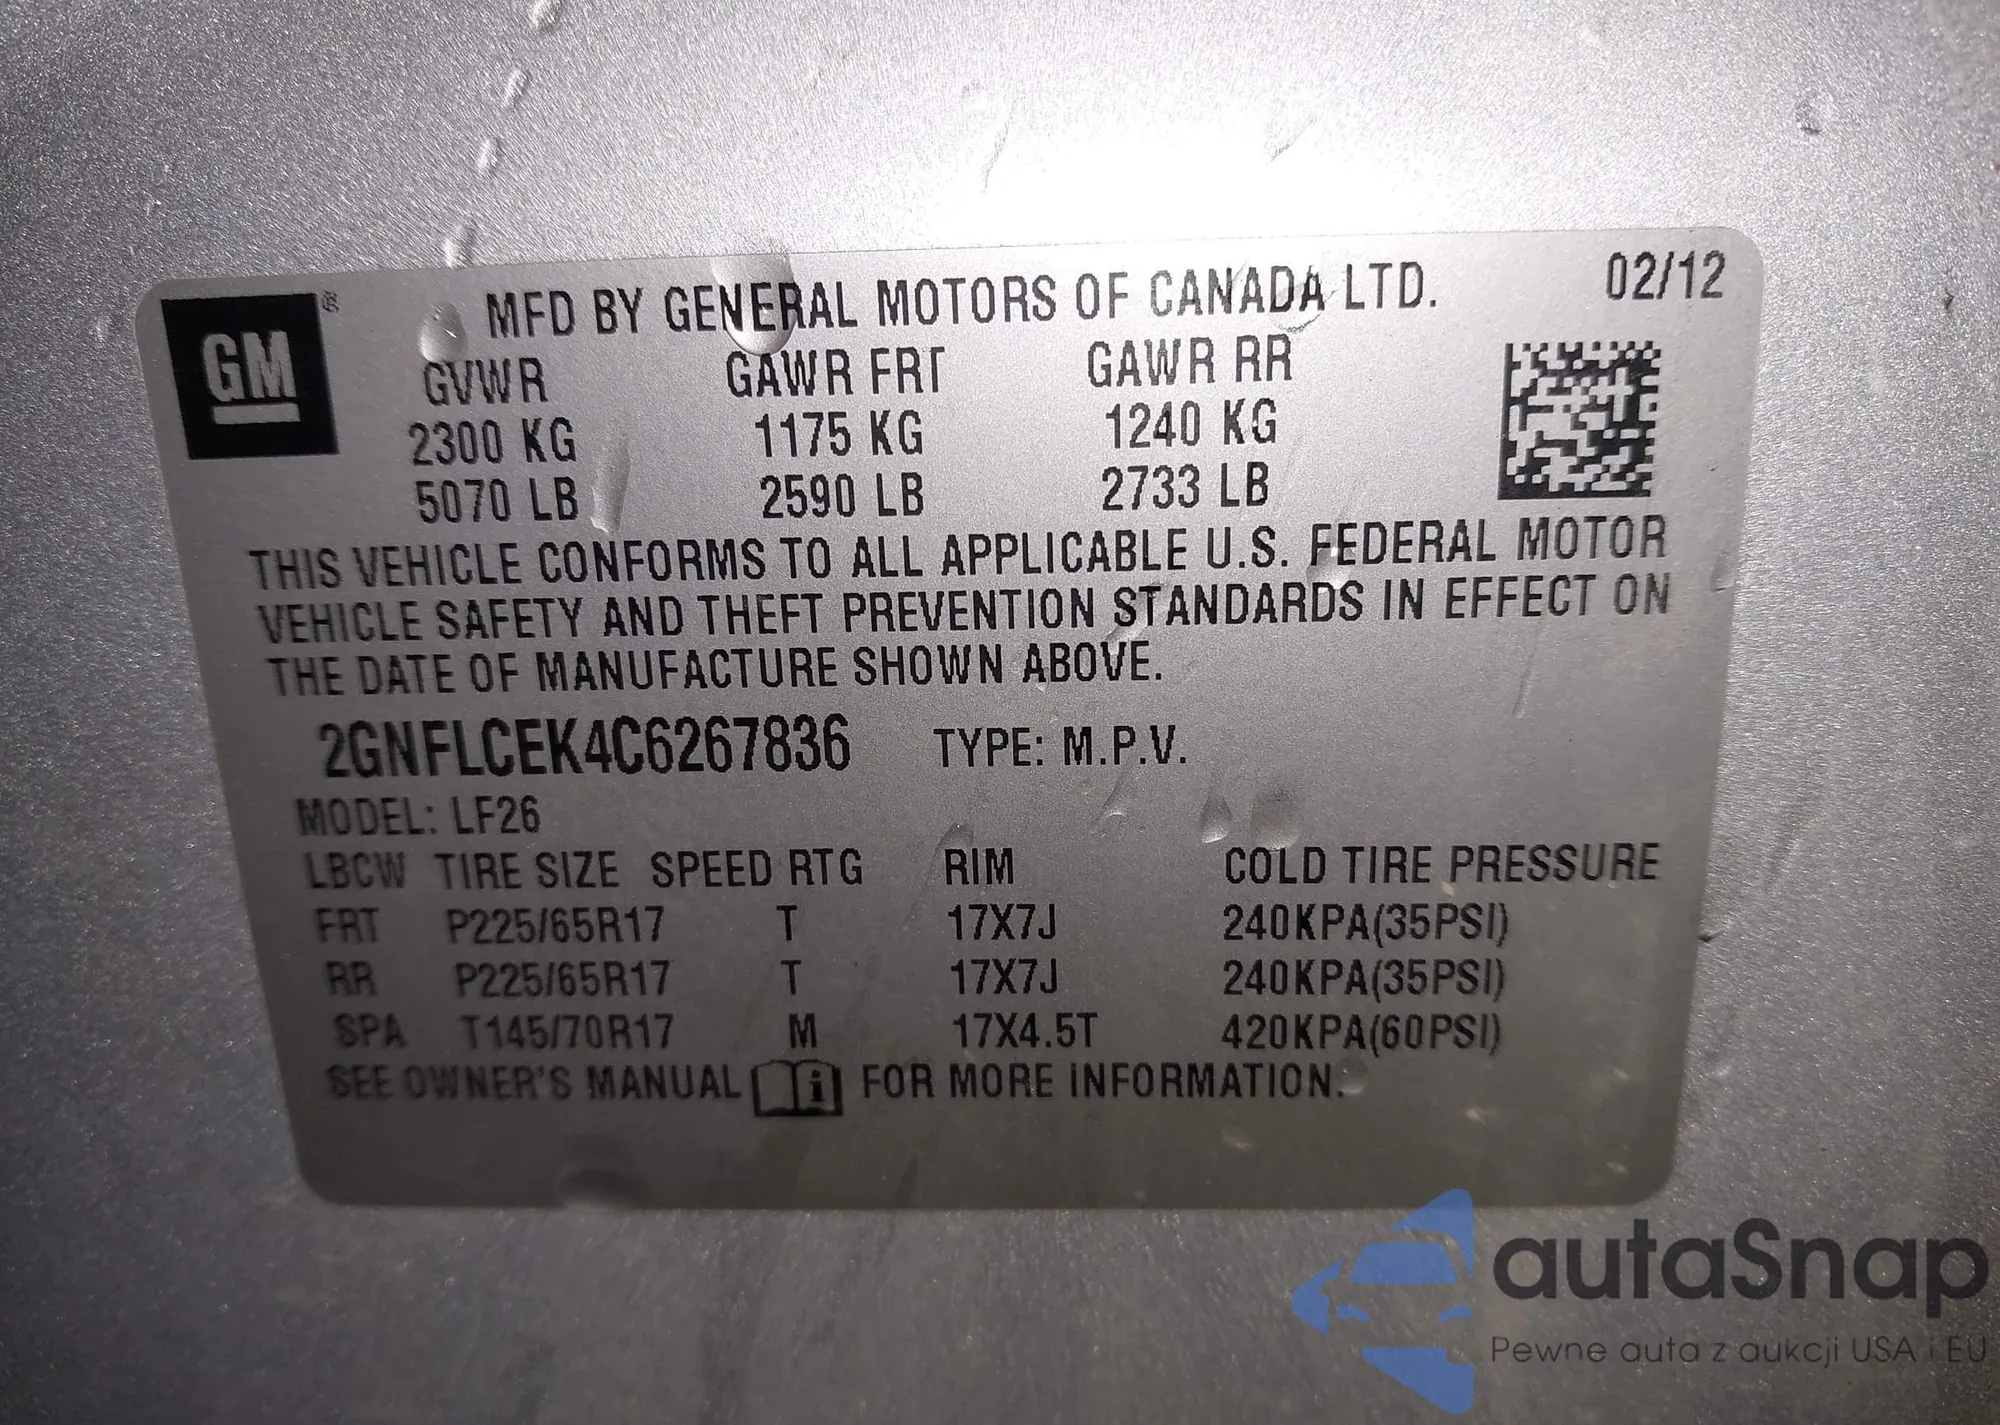 GM ®
MFD BY GENERAL MOTORS OF CANADA LTD. 02/12
GVWR GAWR FRT GAWR RR
2300 KG 1175 KG 1240 KG
5070 LB 2590 LB 2733 LB
THIS VEHICLE CONFORMS TO ALL APPLICABLE U.S. FEDERAL MOTOR
VEHICLE SAFETY AND THEFT PREVENTION STANDARDS IN EFFECT ON
THE DATE OF MANUFACTURE SHOWN ABOVE.
2GNFLCEK4C6267836 TYPE: M.P.V.
MODEL: LF26
LBCW TIRE SIZE SPEED RTG RIM COLD TIRE PRESSURE
FRT P225/65R17 T 17X7J 240KPA(35PSI)
RR P225/65R17 T 17X7J 240KPA(35PSI)
SPA T145/70R17 M 17X4.5T 420KPA(60PSI)
SEE OWNER'S MANUAL i FOR MORE INFORMATION.
autaSnap
Pewne auta z aukcji USA i EU